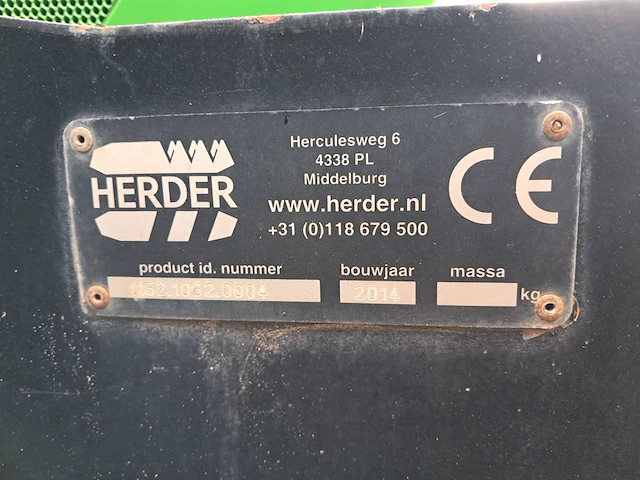 HERDER
Herculesweg 6
4338 PL
Middelburg
www.herder.nl
+31 (0)118 679 500
CE
product id. nummer
bouwjaar
massa
2014
kg